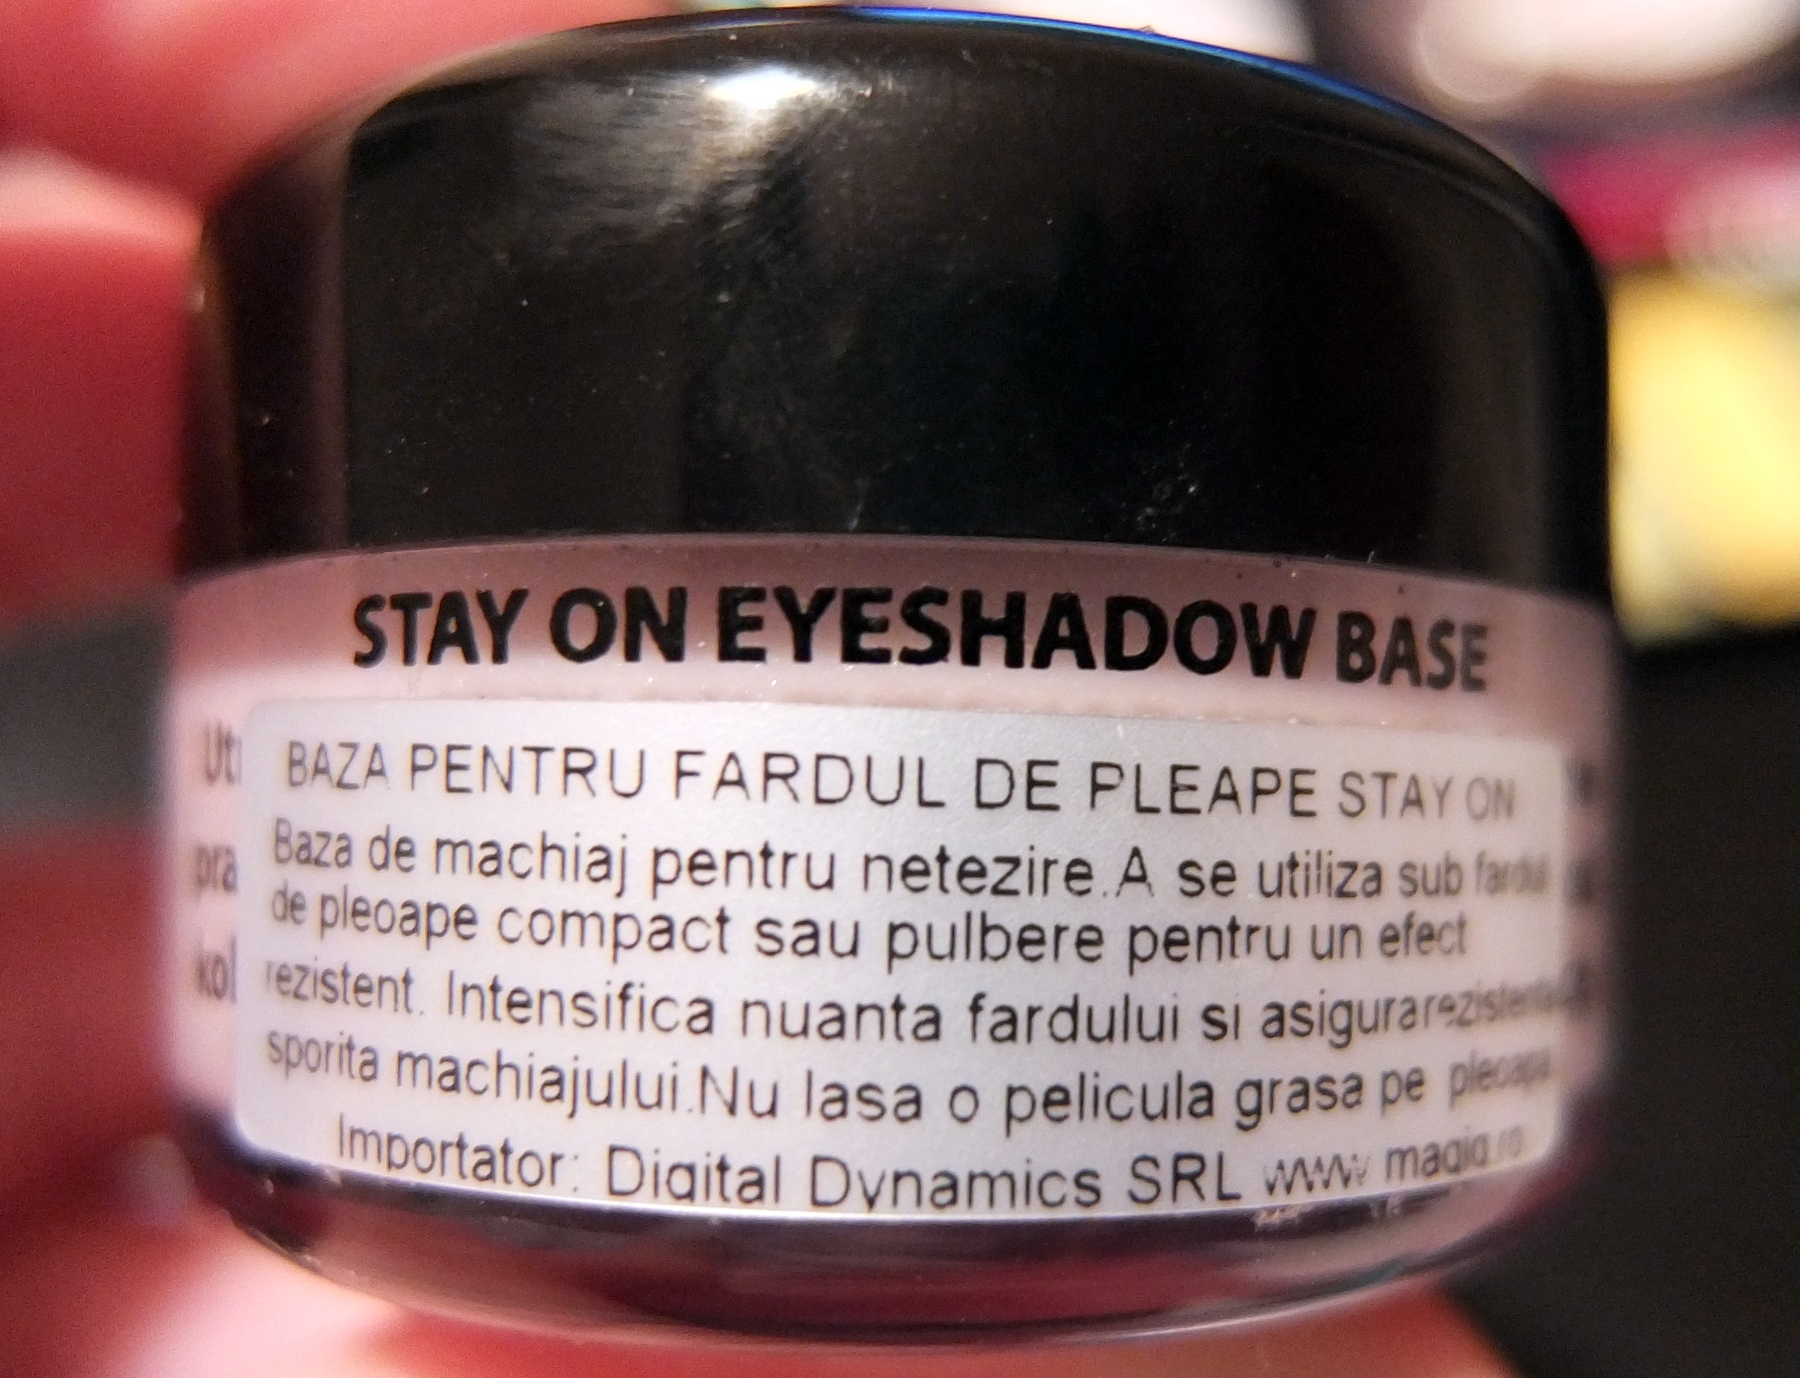 STAY ON EYESHADOW BASE
BAZA PENTRU FARDUL DE PLEAPE STAY ON
Baza de machiaj pentru netezire.A se utiliza sub fardul
de pleoape compact sau pulbere pentru un efect
rezistent. Intensifica nuanta fardului si asigura
sporita machiajului.Nu lasa o pelicula grasa pe pleoape
Importator: Digital Dynamics SRL www